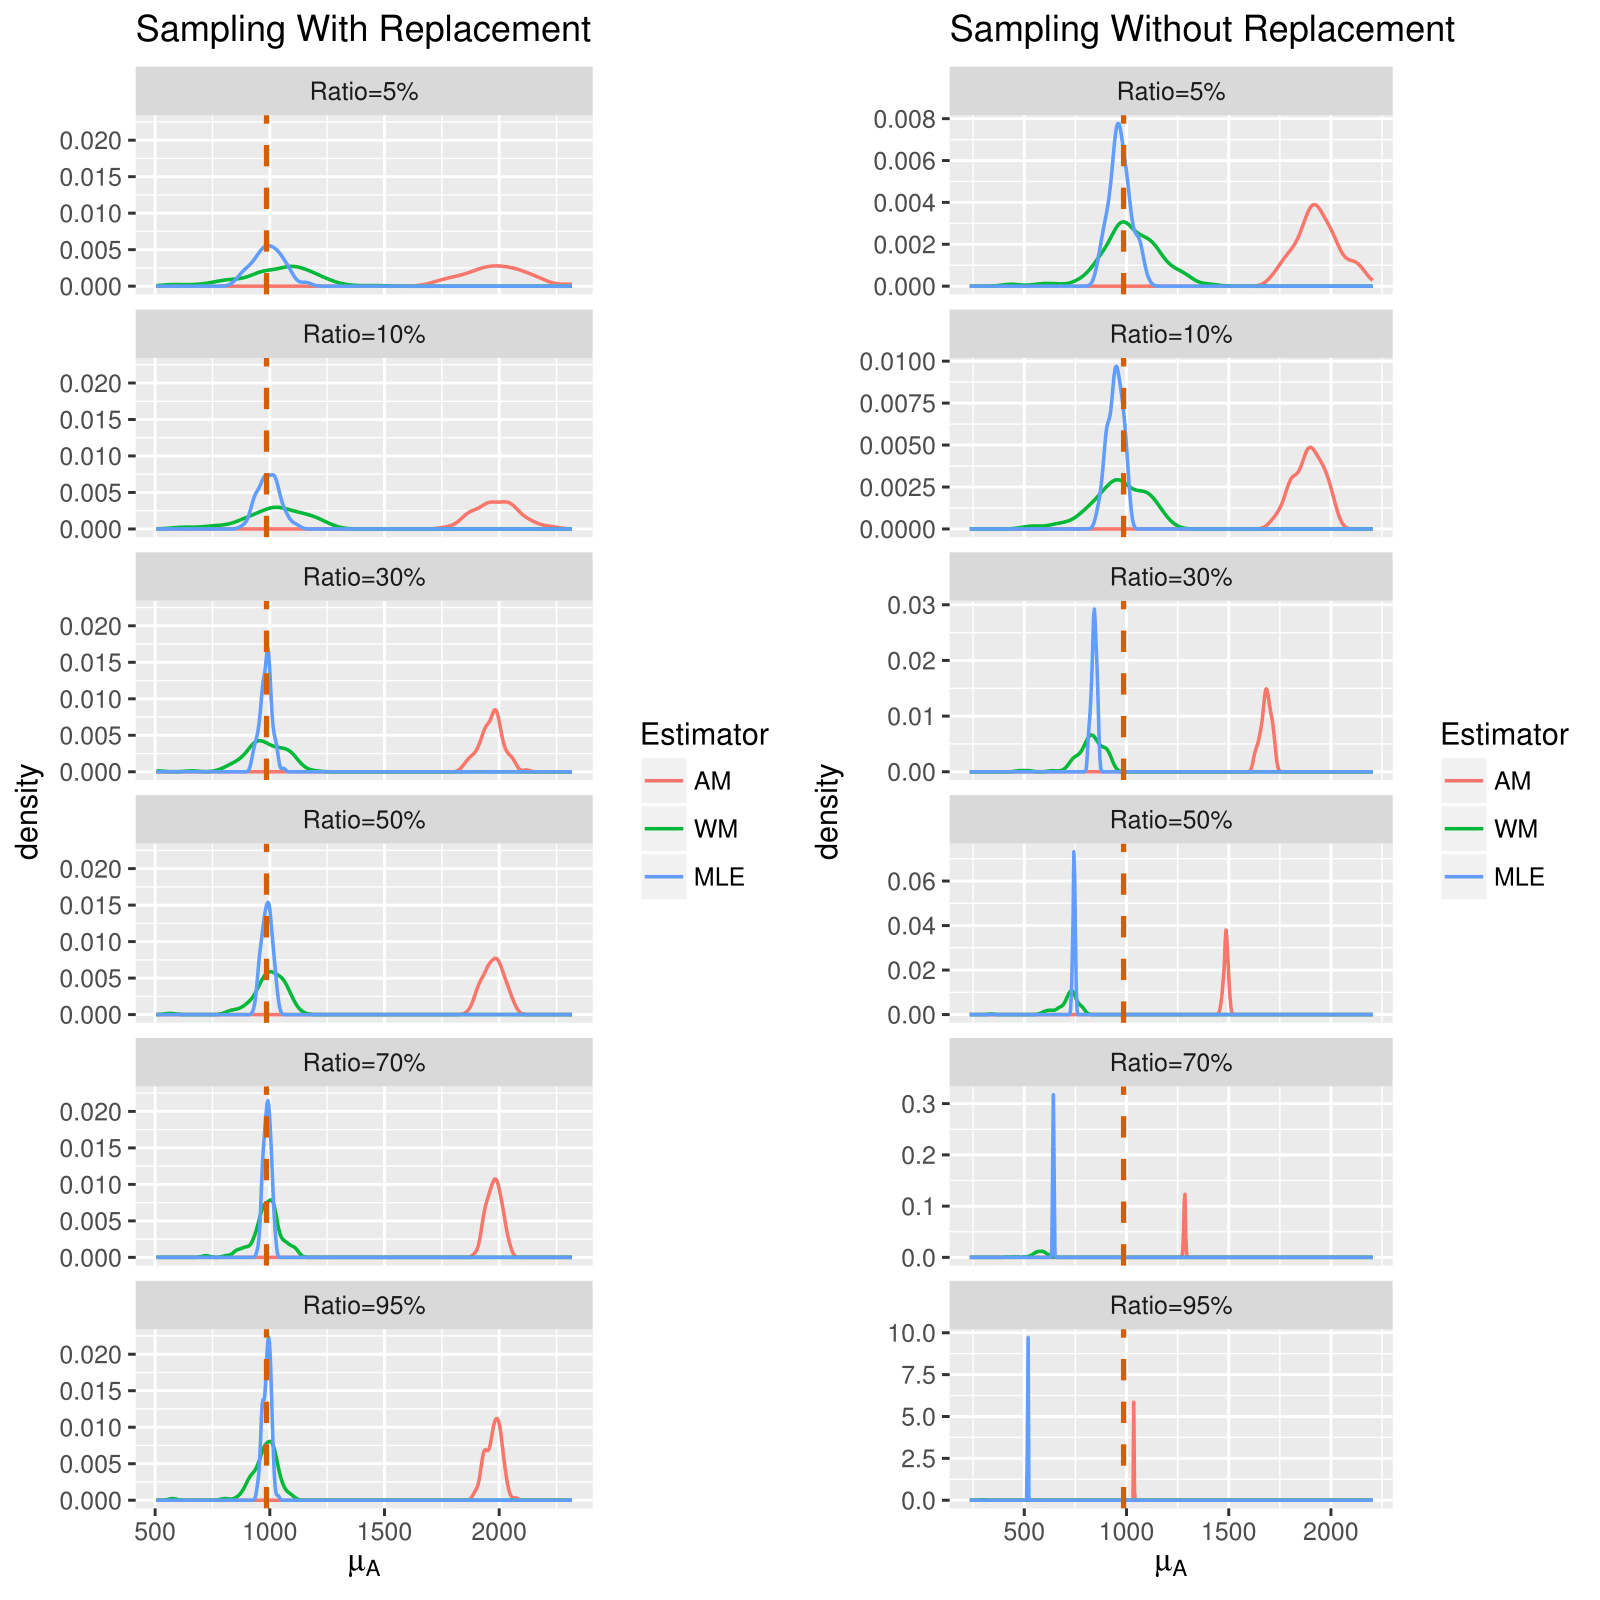 Sampling With Replacement
Ratio=5%
0.020
0.015
0.010
0.005
0.000
Ratio=10%
0.020
0.015
0.010
0.005
0.000
Ratio=30%
0.020
0.015
0.010
0.005
0.000
Ratio=50%
0.020
0.015
0.010
0.005
0.000
Ratio=70%
0.020
0.015
0.010
0.005
0.000
Ratio=95%
0.020
0.015
0.010
0.005
0.000
500 1000 1500 2000
μA
density
Estimator
AM
WM
MLE
Sampling Without Replacement
Ratio=5%
0.008
0.006
0.004
0.002
0.000
Ratio=10%
0.0100
0.0075
0.0050
0.0025
0.0000
Ratio=30%
0.03
0.02
0.01
0.00
Ratio=50%
0.06
0.04
0.02
0.00
Ratio=70%
0.3
0.2
0.1
0.0
Ratio=95%
10.0
7.5
5.0
2.5
0.0
500 1000 1500 2000
μA
density
Estimator
AM
WM
MLE